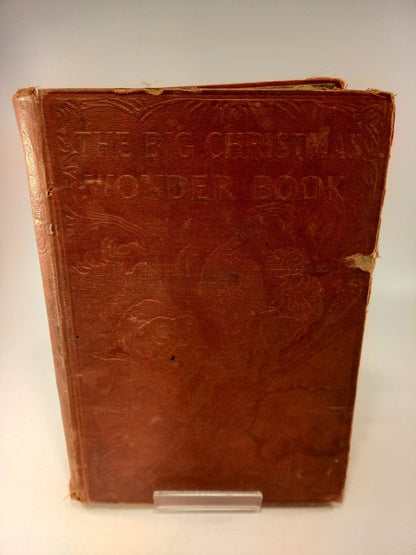 THE BIG CHRISTMAS
WONDER BOOK